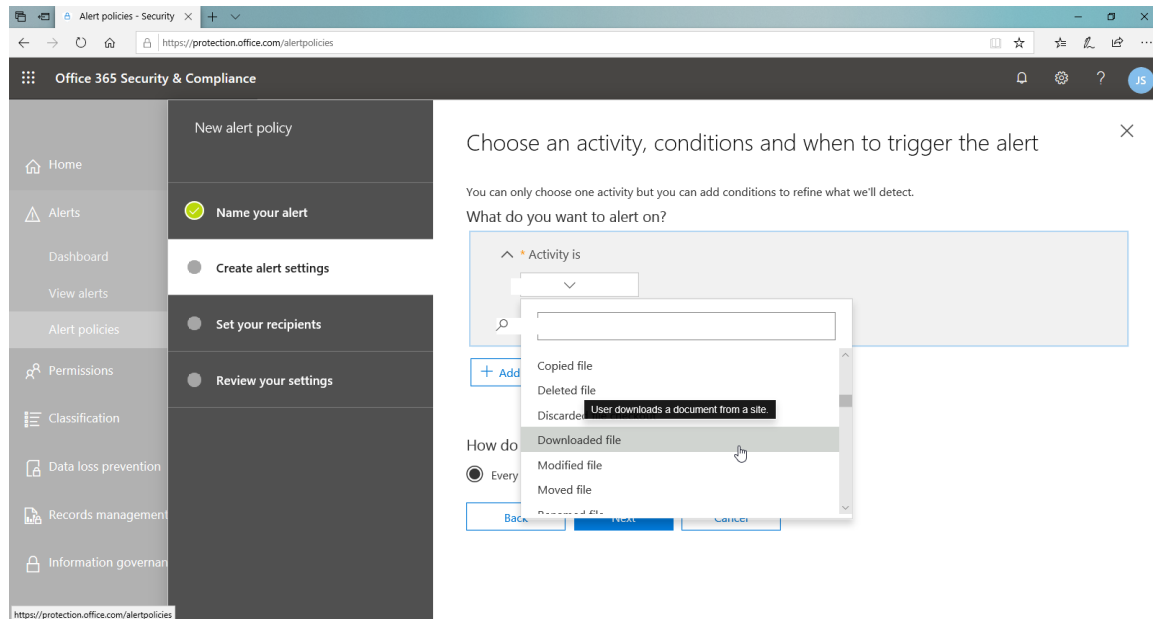 Alert policies - Security
https://protection.office.com/alertpolicies
Office 365 Security & Compliance
?
JS
New alert policy
Home
Alerts
Dashboard
View alerts
Alert policies
Permissions
Classification
Data loss prevention
Records management
Information governan
Name your alert
Create alert settings
Set your recipients
Review your settings
Choose an activity, conditions and when to trigger the alert
You can only choose one activity but you can add conditions to refine what we'll detect.
What do you want to alert on?
* Activity is
+ Add
Copied file
Deleted file
Discarded
User downloads a document from a site.
Downloaded file
Modified file
Moved file
Renamed file
How do
Every
Back
Next
Cancel
https://protection.office.com/alertpolicies